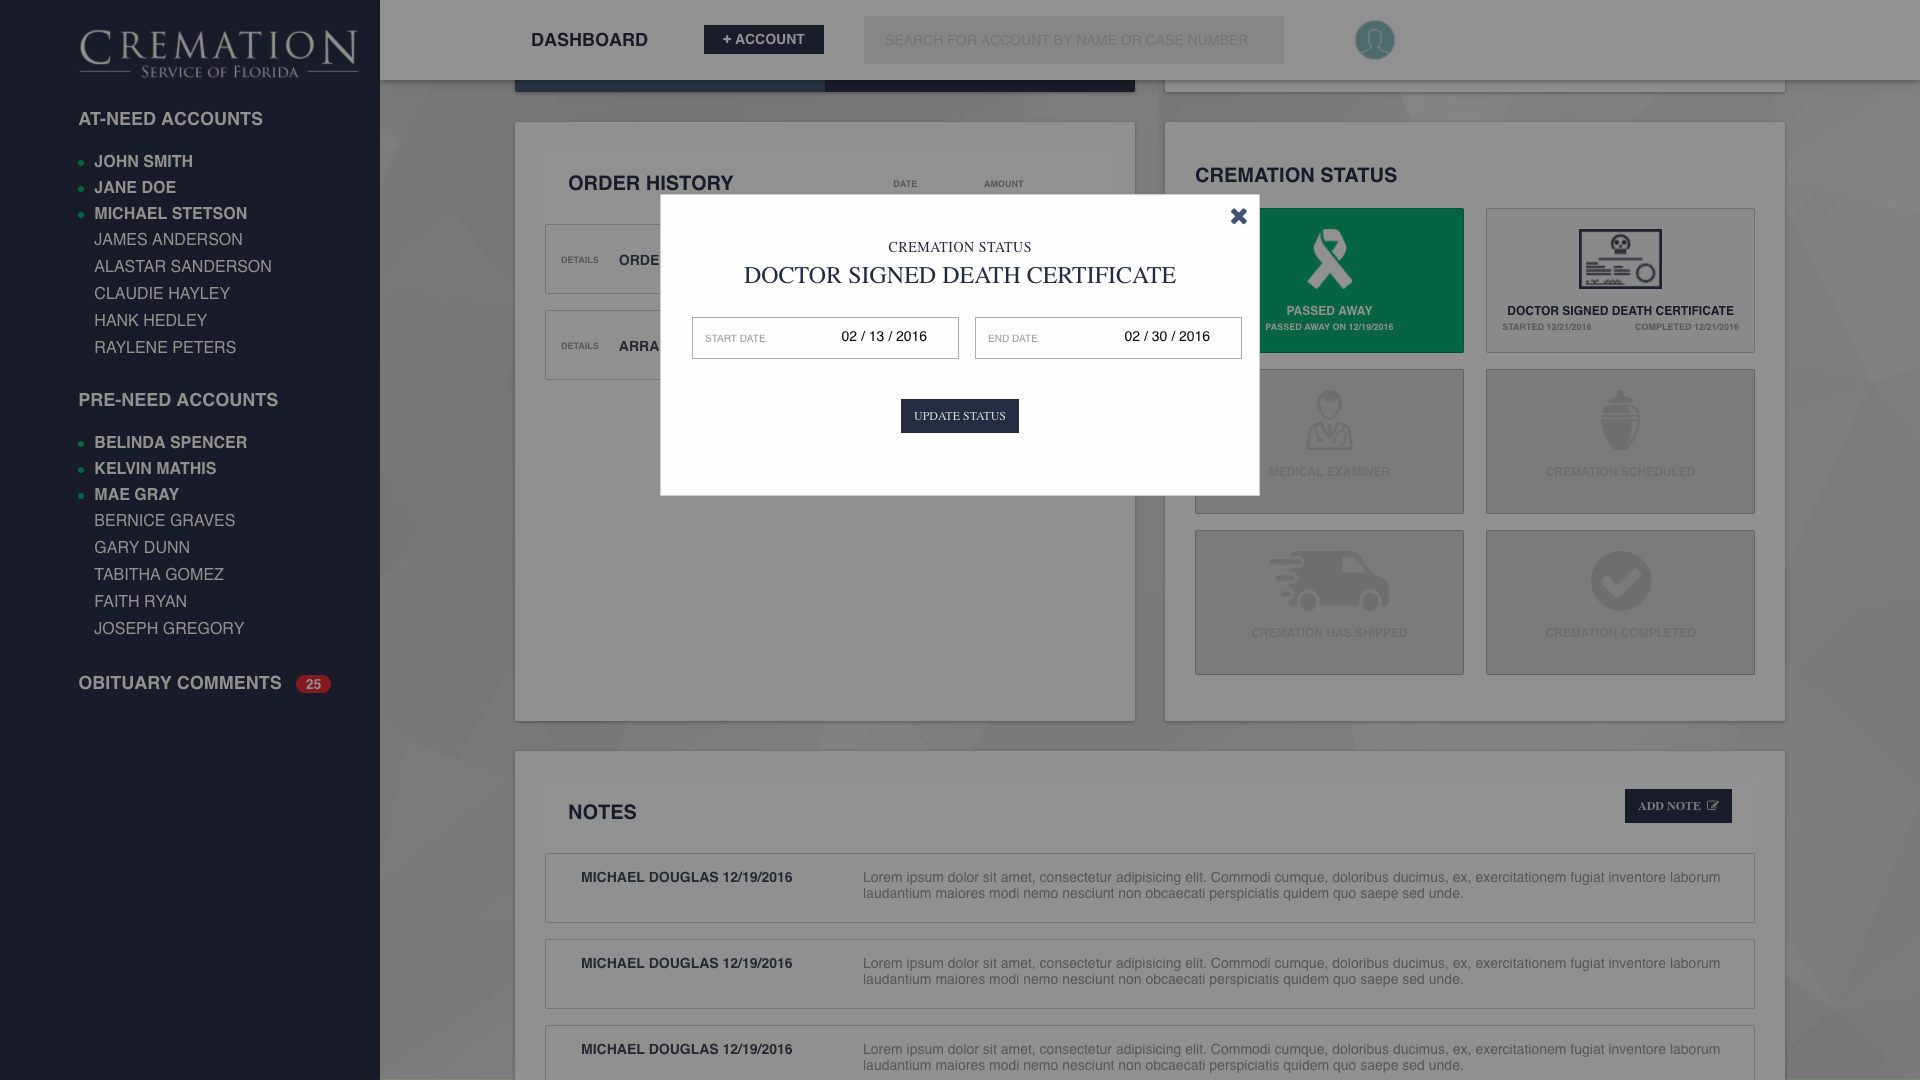 CREMATION
SERVICE OF FLORIDA
AT-NEED ACCOUNTS
JOHN SMITH
JANE DOE
MICHAEL STETSON
JAMES ANDERSON
ALASTAR SANDERSON
CLAUDIE HAYLEY
HANK HEDLEY
RAYLENE PETERS
PRE-NEED ACCOUNTS
BELINDA SPENCER
KELVIN MATHIS
MAE GRAY
BERNICE GRAVES
GARY DUNN
TABITHA GOMEZ
FAITH RYAN
JOSEPH GREGORY
OBITUARY COMMENTS 25
DASHBOARD
+ ACCOUNT
SEARCH FOR ACCOUNT BY NAME OR CASE NUMBER
ORDER HISTORY
DATE
AMOUNT
DETAILS
ORDE
DETAILS
ARRA
CREMATION STATUS
DOCTOR SIGNED DEATH CERTIFICATE
START DATE
02 / 13 / 2016
END DATE
02 / 30 / 2016
UPDATE STATUS
CREMATION STATUS
PASSED AWAY
PASSED AWAY ON 12/19/2016
DOCTOR SIGNED DEATH CERTIFICATE
STARTED 12/21/2016
COMPLETED 12/21/2016
MEDICAL EXAMINER
CREMATION SCHEDULED
CREMATION HAS SHIPPED
CREMATION COMPLETED
NOTES
ADD NOTE
MICHAEL DOUGLAS 12/19/2016
Lorem ipsum dolor sit amet, consectetur adipisicing elit. Commodi cumque, doloribus ducimus, ex, exercitationem fugiat inventore laborum
laudantium maiores modi nemo nesciunt non obcaecati perspiciatis quidem quo saepe sed unde.
MICHAEL DOUGLAS 12/19/2016
Lorem ipsum dolor sit amet, consectetur adipisicing elit. Commodi cumque, doloribus ducimus, ex, exercitationem fugiat inventore laborum
laudantium maiores modi nemo nesciunt non obcaecati perspiciatis quidem quo saepe sed unde.
MICHAEL DOUGLAS 12/19/2016
Lorem ipsum dolor sit amet, consectetur adipisicing elit. Commodi cumque, doloribus ducimus, ex, exercitationem fugiat inventore laborum
laudantium maiores modi nemo nesciunt non obcaecati perspiciatis quidem quo saepe sed unde.